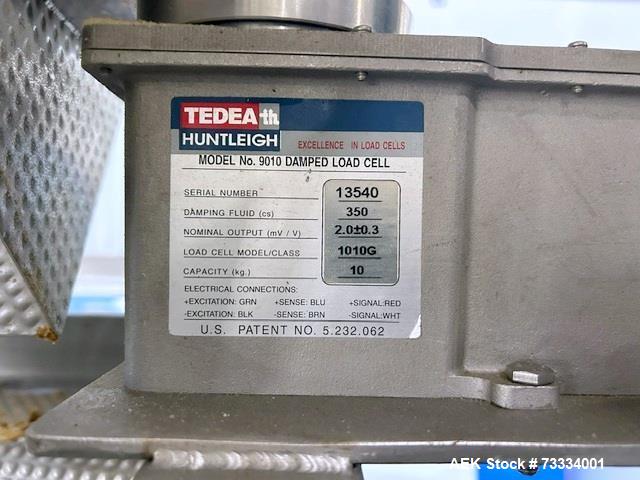 TEDEA th
HUNTLEIGH EXCELLENCE IN LOAD CELLS
MODEL No. 9010 DAMPED LOAD CELL
SERIAL NUMBER 13540
DAMPING FLUID (cs) 350
NOMINAL OUTPUT (mV / V) 2.0±0.3
LOAD CELL MODEL/CLASS 1010G
CAPACITY (kg.) 10
ELECTRICAL CONNECTIONS:
+EXCITATION: GRN +SENSE: BLU +SIGNAL:RED
-EXCITATION: BLK -SENSE: BRN -SIGNAL:WHT
U.S. PATENT NO. 5.232.062
AEK Stock #73334001